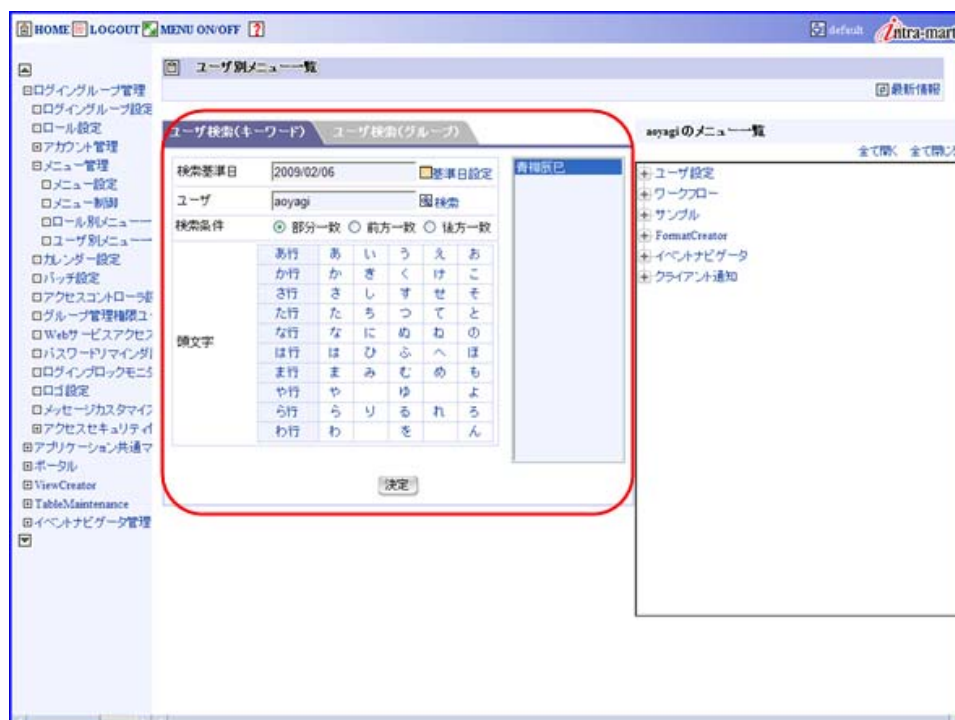 HOME LOGOUT MENU ON/OFF
default intra-mart
ユーザ別メニュー一覧
最新情報
ログイングループ管理
ログイングループ設定
ロール設定
アカウント管理
メニュー管理
メニュー設定
メニュー制御
ロール別メニュー一
ユーザ別メニュー一
カレンダー設定
バッチ設定
アクセスコントローラ
グループ管理権限ユ
Webサービスアクセス
パスワードリマインダ
ログインブロックモニタ
ロゴ設定
メッセージカスタマイズ
アクセスセキュリティ
アプリケーション共通マ
ポータル
ViewCreator
TableMaintenance
イベントナビゲータ管理
ユーザ検索(キーワード) ユーザ検索(グループ)
検索基準日 2009/02/06 基準日設定
ユーザ aoyagi 検索
検索条件 部分一致 前方一致 後方一致
頭文字
あ行 あ い う え お
か行 か き く け こ
さ行 さ し す せ そ
た行 た ち つ て と
な行 な に ぬ ね の
は行 は ひ ふ へ ほ
ま行 ま み む め も
や行 や ゆ よ
ら行 ら り る れ ろ
わ行 わ を ん
決定
青柳辰巳
aoyagiのメニュー一覧
全て開く 全て閉じ
ユーザ設定
ワークフロー
サンプル
FormatCreator
イベントナビゲータ
クライアント通知